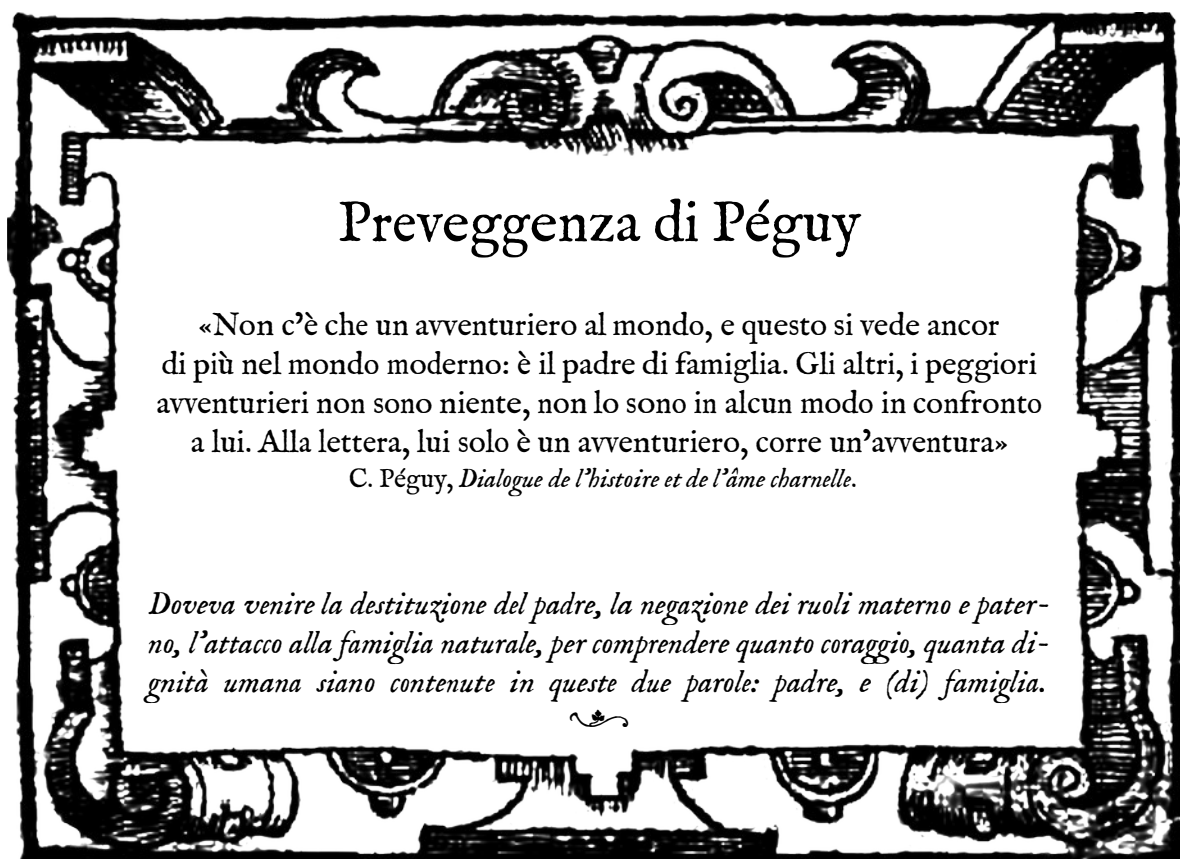 Preveggenza di Péguy
«Non c’è che un avventuriero al mondo, e questo si vede ancor
di più nel mondo moderno: è il padre di famiglia. Gli altri, i peggiori
avventurieri non sono niente, non lo sono in alcun modo in confronto
a lui. Alla lettera, lui solo è un avventuriero, corre un’avventura»
C. Péguy, Dialogue de l’histoire et de l’âme charnelle.
Doveva venire la destituzione del padre, la negazione dei ruoli materno e pater-
no, l’attacco alla famiglia naturale, per comprendere quanto coraggio, quanta di-
gnità umana siano contenute in queste due parole: padre, e (di) famiglia.